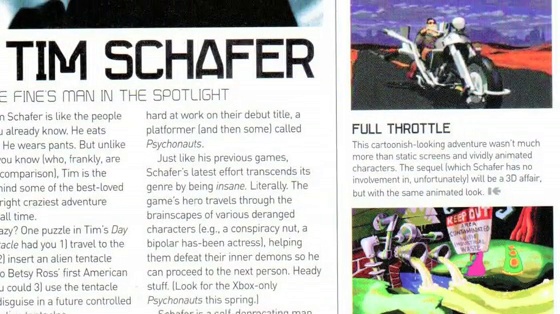 TIM SCHAFER
E FINE'S MAN IN THE SPOTLIGHT
m Schafer is like the people
u already know. He eats
He wears pants. But unlike
you know (who, frankly, are
comparison), Tim is the
mind some of the best-loved
right craziest adventure
all time.
azy? One puzzle in Tim's Day
tacle had you 1) travel to the
2) insert an alien tentacle
o Betsy Ross' first American
u could 3) use the tentacle
disguise in a future controlled
hard at work on their debut title, a
platformer (and then some) called
Psychonauts.
Just like his previous games,
Schafer's latest effort transcends its
genre by being insane. Literally. The
game's hero travels through the
brainscapes of various deranged
characters (e.g., a conspiracy nut, a
bipolar has-been actress), helping
them defeat their inner demons so he
can proceed to the next person. Heady
stuff. (Look for the Xbox-only
Psychonauts this spring.)
Schafer is a self-deprecating man
FULL THROTTLE
This cartoonish-looking adventure wasn't much
more than static screens and vividly animated
characters. The sequel (which Schafer has no
involvement in, unfortunately) will be a 3D affair,
but with the same animated look.
KEEP OUT